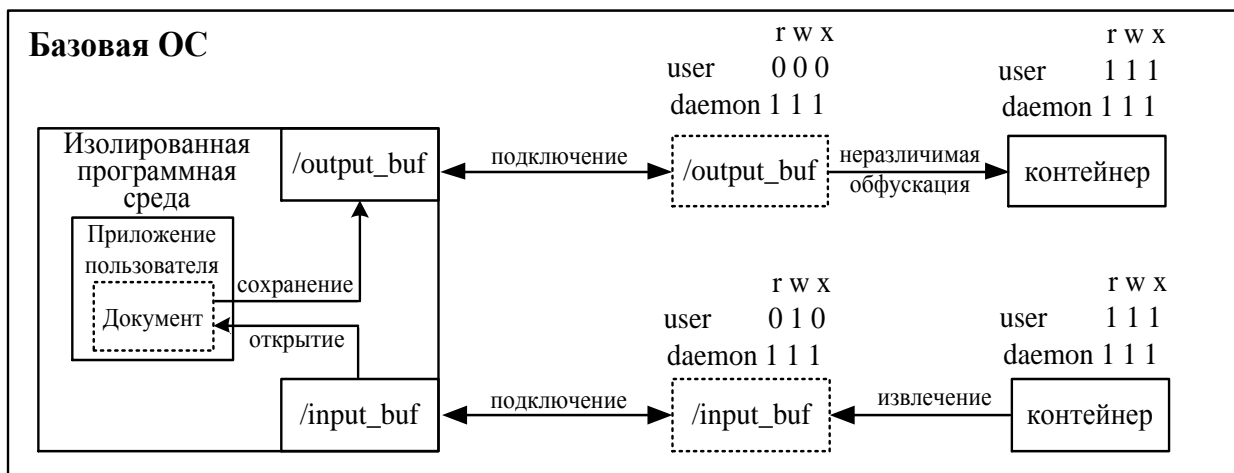 Базовая ОС
r w x
user 0 0 0
daemon 1 1 1
r w x
user 1 1 1
daemon 1 1 1
Изолированная
программная
среда
/output_buf
подключение
/output_buf
неразличимая
обфускация
контейнер
Приложение
пользователя
Документ
сохранение
открытие
r w x
user 0 1 0
daemon 1 1 1
r w x
user 1 1 1
daemon 1 1 1
/input_buf
подключение
/input_buf
извлечение
контейнер